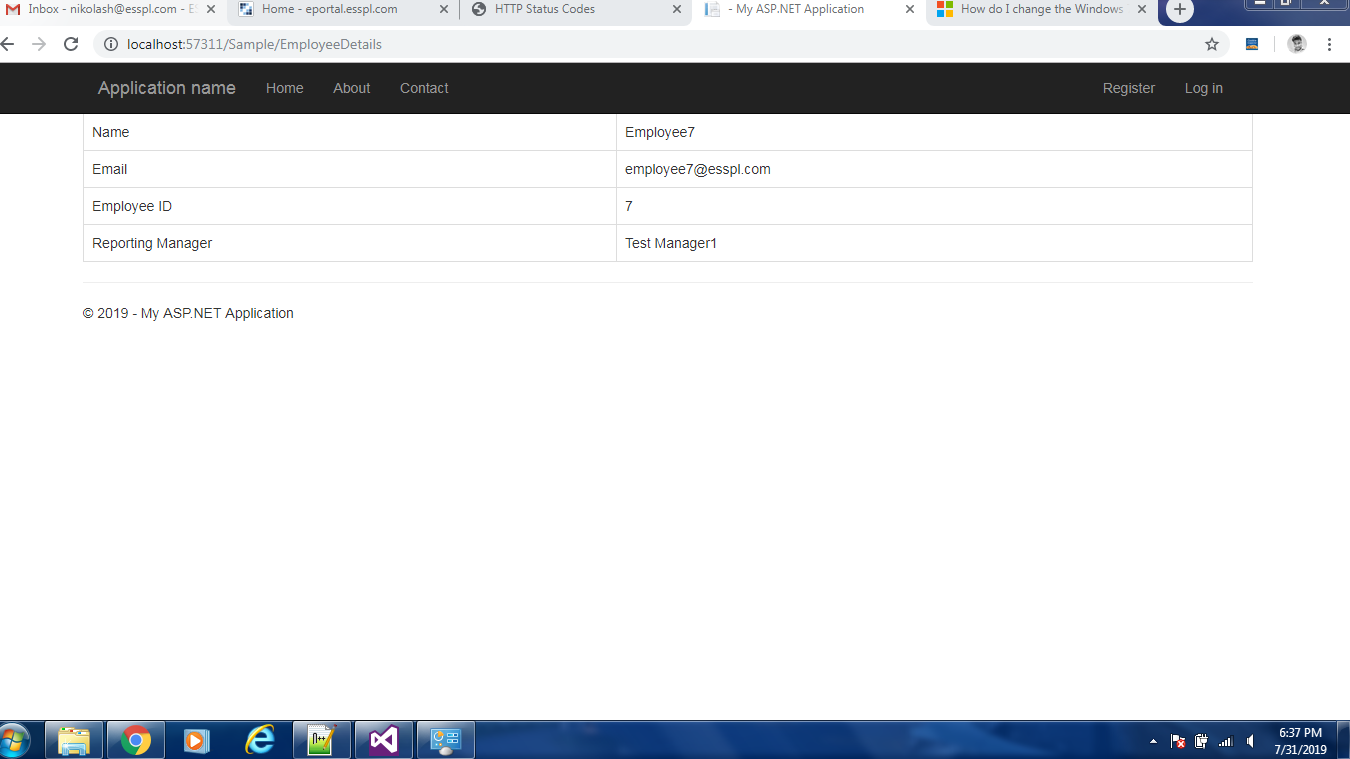 Inbox - nikolash@esspl.com - ES
Home - eportal.esspl.com
HTTP Status Codes
- My ASP.NET Application
How do I change the Windows
localhost:57311/Sample/EmployeeDetails
Application name Home About Contact Register Log in
Name Employee7
Email employee7@esspl.com
Employee ID 7
Reporting Manager Test Manager1
© 2019 - My ASP.NET Application
6:37 PM
7/31/2019